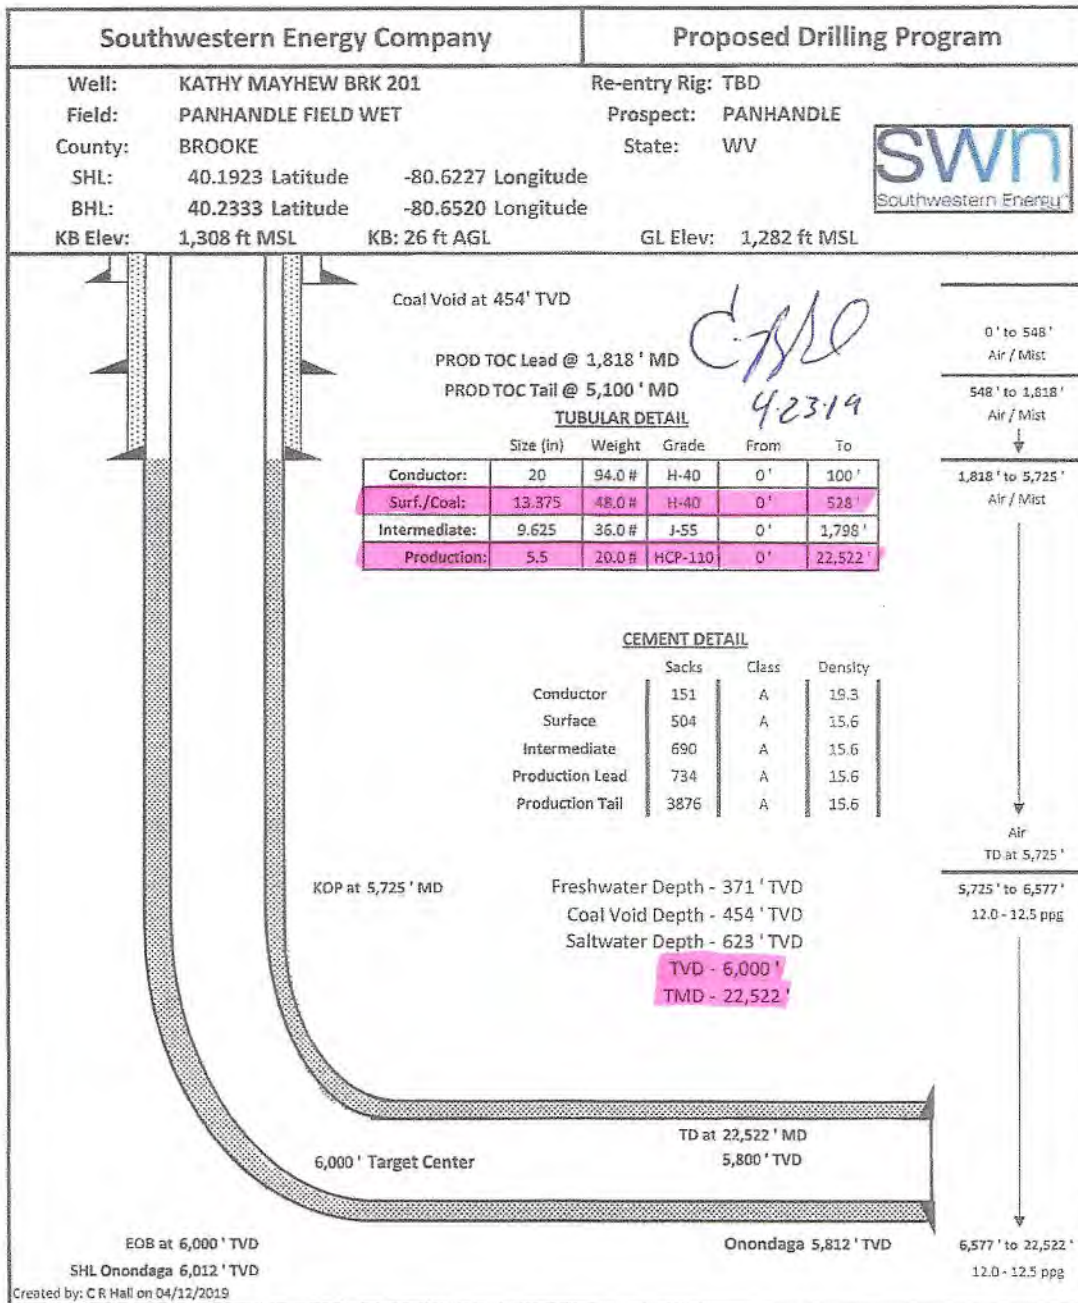 Southwestern Energy Company Proposed Drilling Program
Well: KATHY MAYHEW BRK 201 Re-entry Rig: TBD
Field: PANHANDLE FIELD WET Prospect: PANHANDLE
County: BROOKE State: WV
SHL: 40.1923 Latitude -80.6227 Longitude
BHL: 40.2333 Latitude -80.6520 Longitude
KB Elev: 1,308 ft MSL KB: 26 ft AGL GL Elev: 1,282 ft MSL
swn
Southwestern Energy
Coal Void at 454' TVD
PROD TOC Lead @ 1,818 ' MD
PROD TOC Tail @ 5,100 ' MD
4-23-19
TUBULAR DETAIL
Size (in) Weight Grade From To
Conductor: 20 94.0 # H-40 0' 100 '
Surf./Coal: 13.375 48.0 # H-40 0' 528 '
Intermediate: 9.625 36.0 # J-55 0' 1,798 '
Production: 5.5 20.0 # HCP-110 0' 22,522 '
CEMENT DETAIL
Sacks Class Density
Conductor 151 A 19.3
Surface 504 A 15.6
Intermediate 690 A 15.6
Production Lead 734 A 15.6
Production Tail 3876 A 15.6
KOP at 5,725 ' MD
Freshwater Depth - 371 ' TVD
Coal Void Depth - 454 ' TVD
Saltwater Depth - 623 ' TVD
TVD - 6,000 '
TMD - 22,522 '
0 ' to 548 '
Air / Mist
548 ' to 1,818 '
Air / Mist
1,818 ' to 5,725 '
Air / Mist
Air
TD at 5,725 '
5,725 ' to 6,577 '
12.0 - 12.5 ppg
TD at 22,522 ' MD
6,000 ' Target Center 5,800 ' TVD
EOB at 6,000 ' TVD Onondaga 5,812 ' TVD 6,577 ' to 22,522 '
SHL Onondaga 6,012 ' TVD 12.0 - 12.5 ppg
Created by: C R Hall on 04/12/2019